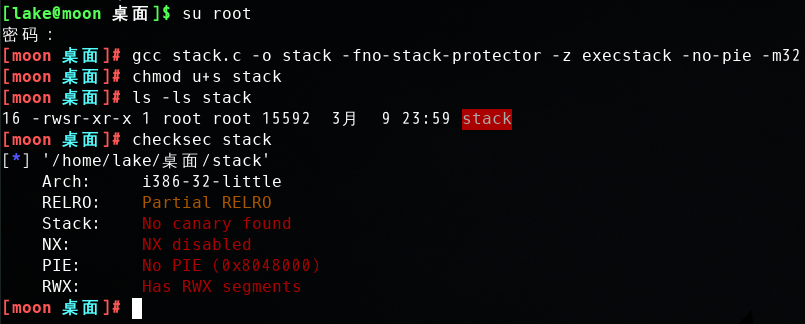 [lake@moon 桌面]$ su root
密码：
[moon 桌面]# gcc stack.c -o stack -fno-stack-protector -z execstack -no-pie -m32
[moon 桌面]# chmod u+s stack
[moon 桌面]# ls -ls stack
16 -rwsr-xr-x 1 root root 15592  3月  9 23:59 stack
[moon 桌面]# checksec stack
[*] '/home/lake/桌面/stack'
    Arch:     i386-32-little
    RELRO:    Partial RELRO
    Stack:    No canary found
    NX:       NX disabled
    PIE:      No PIE (0x8048000)
    RWX:      Has RWX segments
[moon 桌面]#